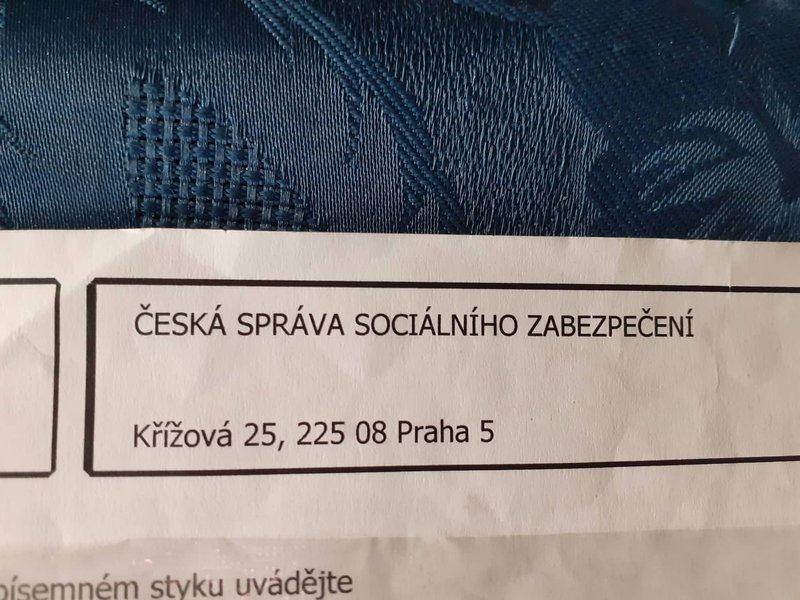 ČESKÁ SPRÁVA SOCIÁLNÍHO ZABEZPEČENÍ
Křížová 25, 225 08 Praha 5
písemném styku uvádějte